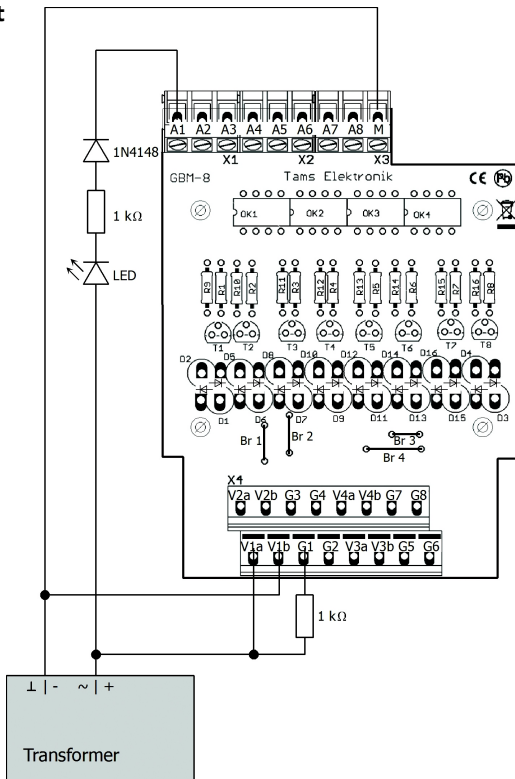 t
A1 A2 A3 A4 A5 A6 A7 A8 M
X1 X2 X3
1N4148
GBM-8 Tams Elektronik CE Pb
1 kΩ
OK1 OK2 OK3 OK4
LED
R9 R1 R10 R2 R11 R3 R12 R4 R13 R5 R14 R6 R15 R7 R16 R8
T1 T2 T3 T4 T5 T6 T7 T8
D2 D5 D8 D10 D12 D14 D16 D4
D1 D6 D7 D9 D11 D13 D15 D3
Br 1 Br 2 Br 3
Br 4
X4
V2a V2b G3 G4 V4a V4b G7 G8
V1a V1b G1 G2 V3a V3b G5 G6
1 kΩ
⊥ | - ~ | +
Transformer